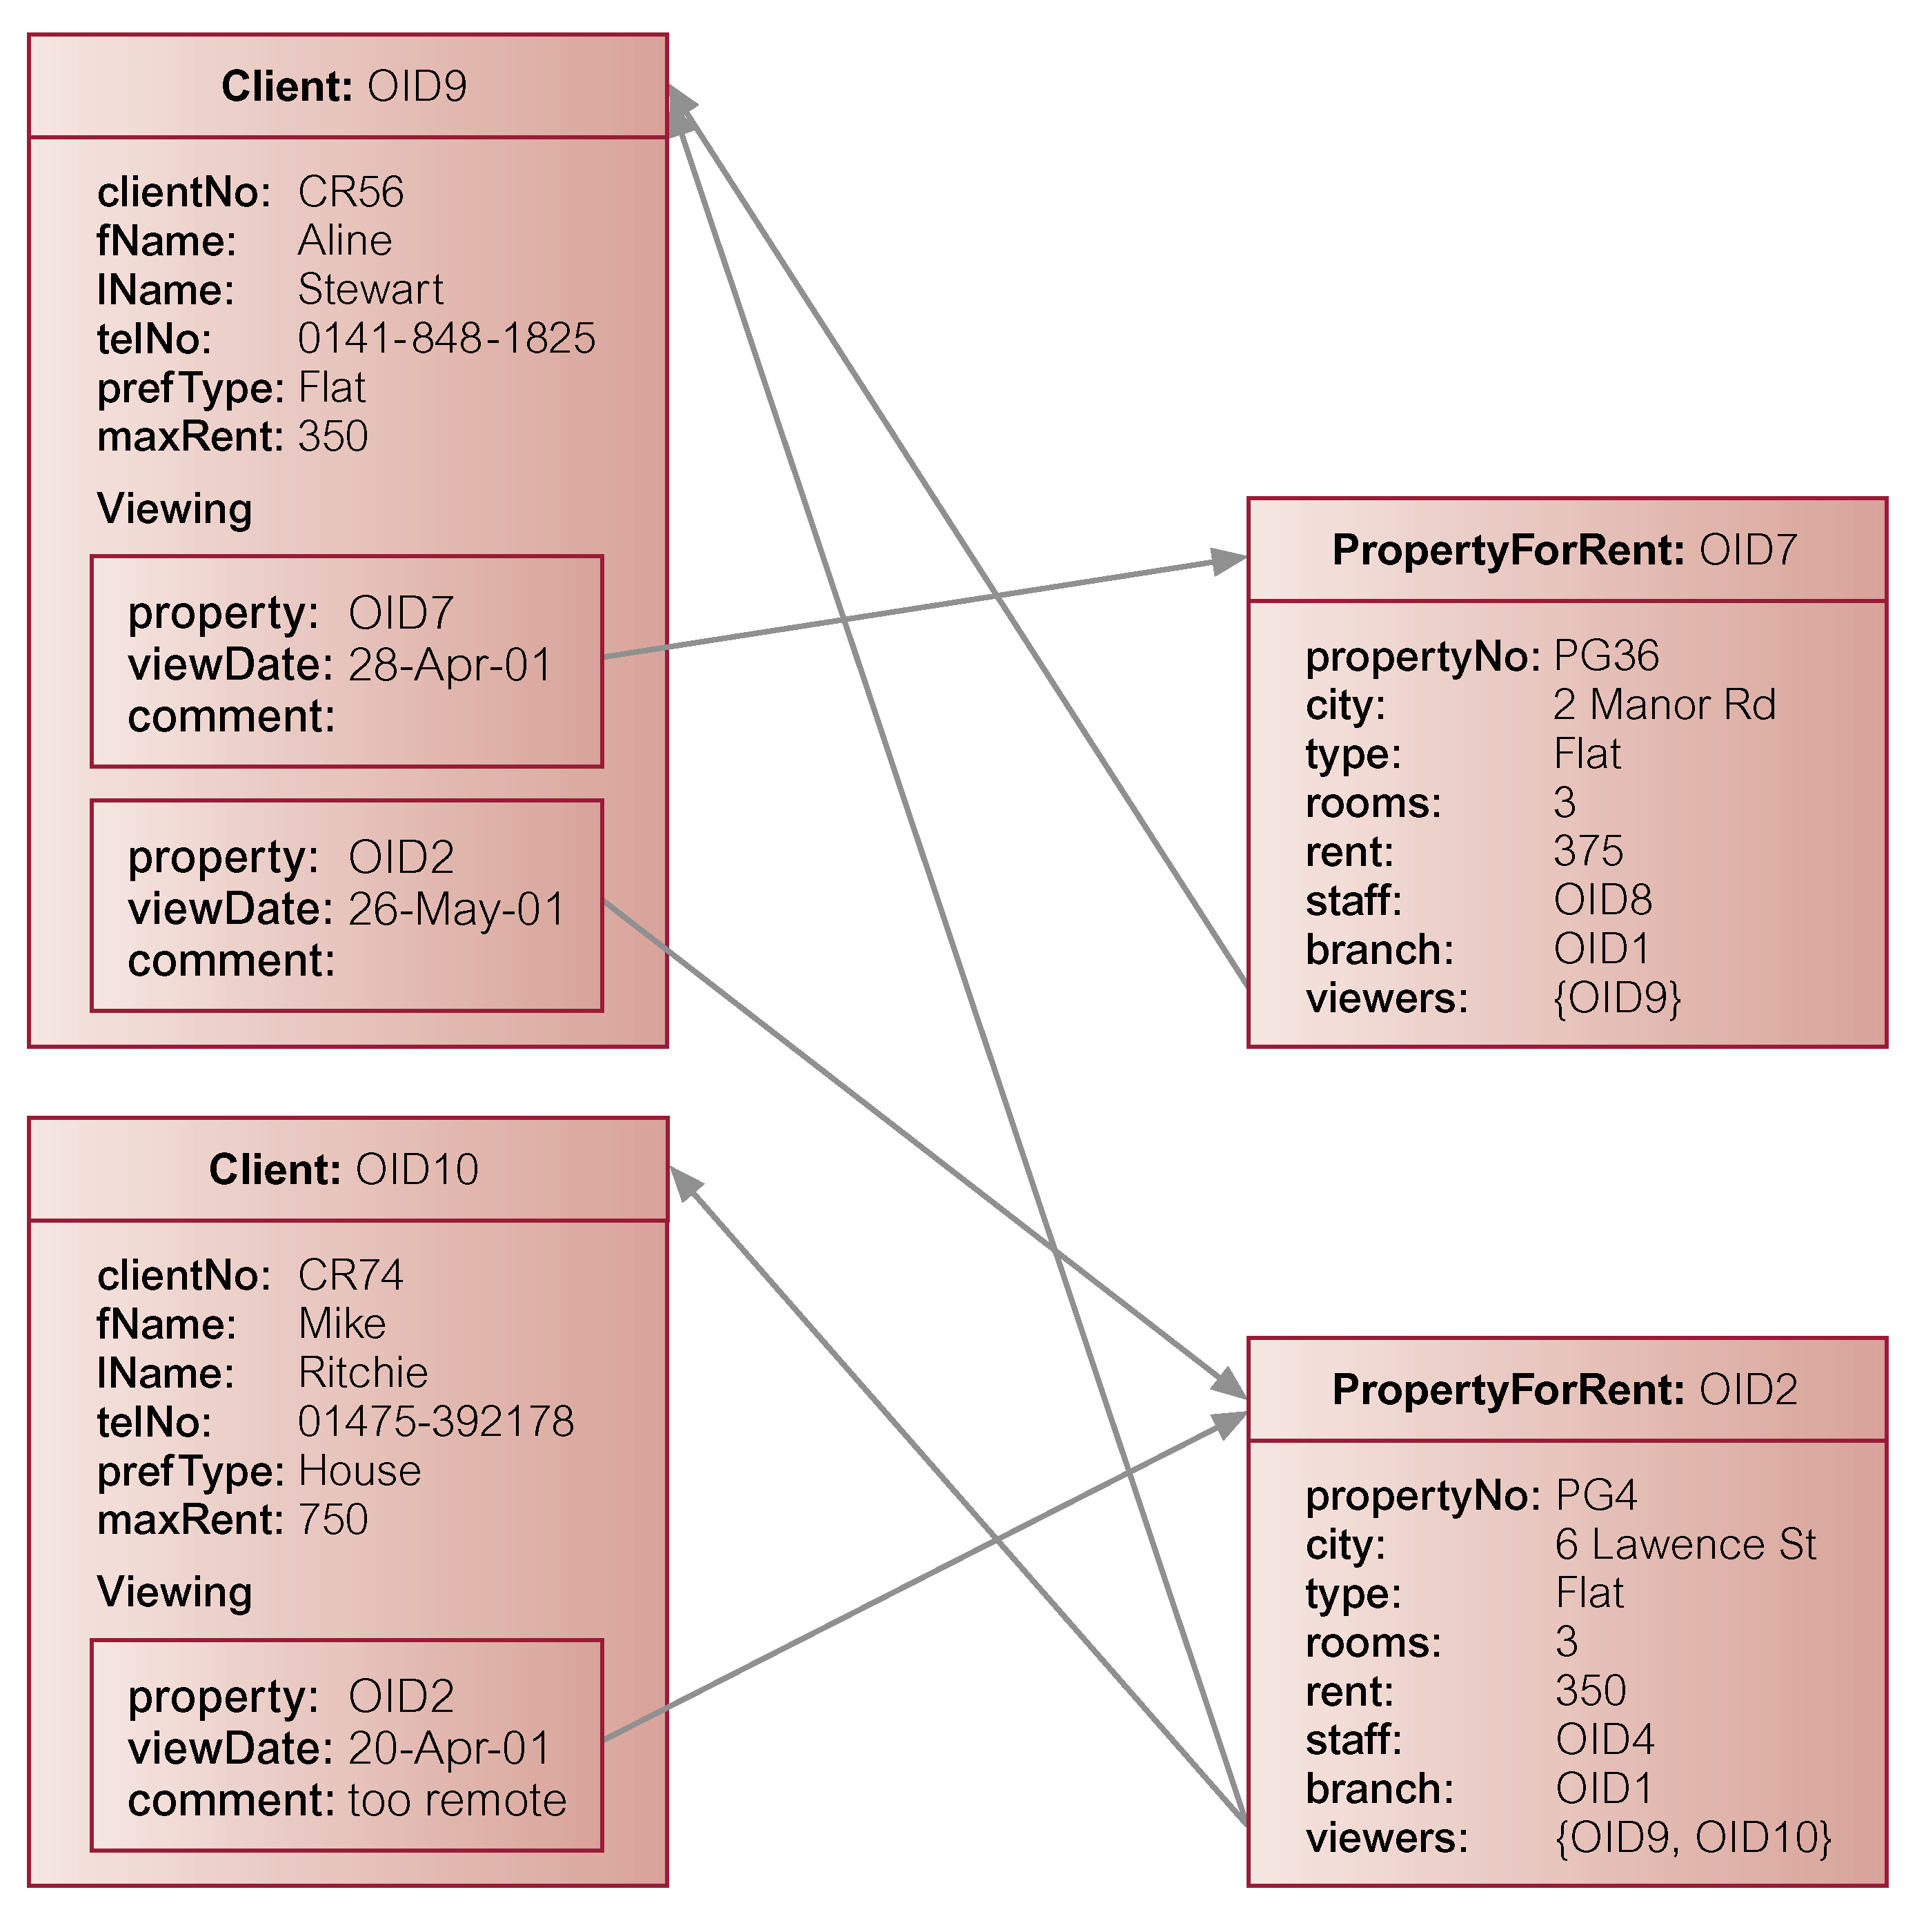 Client: OID9
clientNo: CR56
fName: Aline
lName: Stewart
telNo: 0141-848-1825
prefType: Flat
maxRent: 350
Viewing
property: OID7
viewDate: 28-Apr-01
comment:
property: OID2
viewDate: 26-May-01
comment:
Client: OID10
clientNo: CR74
fName: Mike
lName: Ritchie
telNo: 01475-392178
prefType: House
maxRent: 750
Viewing
property: OID2
viewDate: 20-Apr-01
comment: too remote
PropertyForRent: OID7
propertyNo: PG36
city: 2 Manor Rd
type: Flat
rooms: 3
rent: 375
staff: OID8
branch: OID1
viewers: {OID9}
PropertyForRent: OID2
propertyNo: PG4
city: 6 Lawence St
type: Flat
rooms: 3
rent: 350
staff: OID4
branch: OID1
viewers: {OID9, OID10}